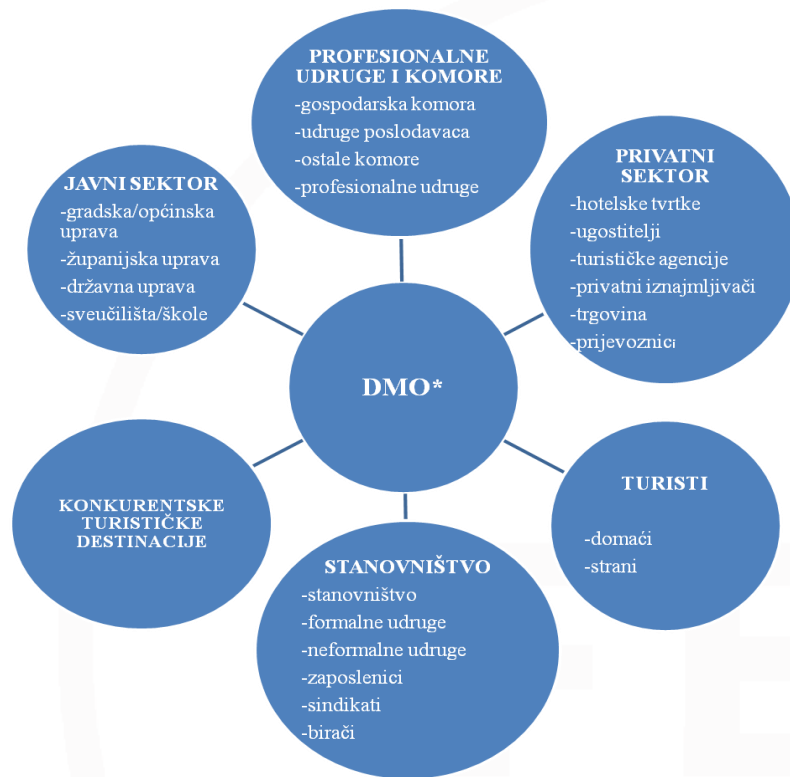 PROFESIONALNE
UDRUGE I KOMORE
-gospodarska komora
-udruge poslodavaca
-ostale komore
-profesionalne udruge
JAVNI SEKTOR
-gradska/općinska
uprava
-županijska uprava
-državna uprava
-sveučilišta/škole
PRIVATNI
SEKTOR
-hotelske tvrtke
-ugostitelji
-turističke agencije
-privatni iznajmljivači
-trgovina
-prijevoznici
DMO*
KONKURENTSKE
TURISTIČKE
DESTINACIJE
TURISTI
-domaći
-strani
STANOVNIŠTVO
-stanovništvo
-formalne udruge
-neformalne udruge
-zaposlenici
-sindikati
-birači